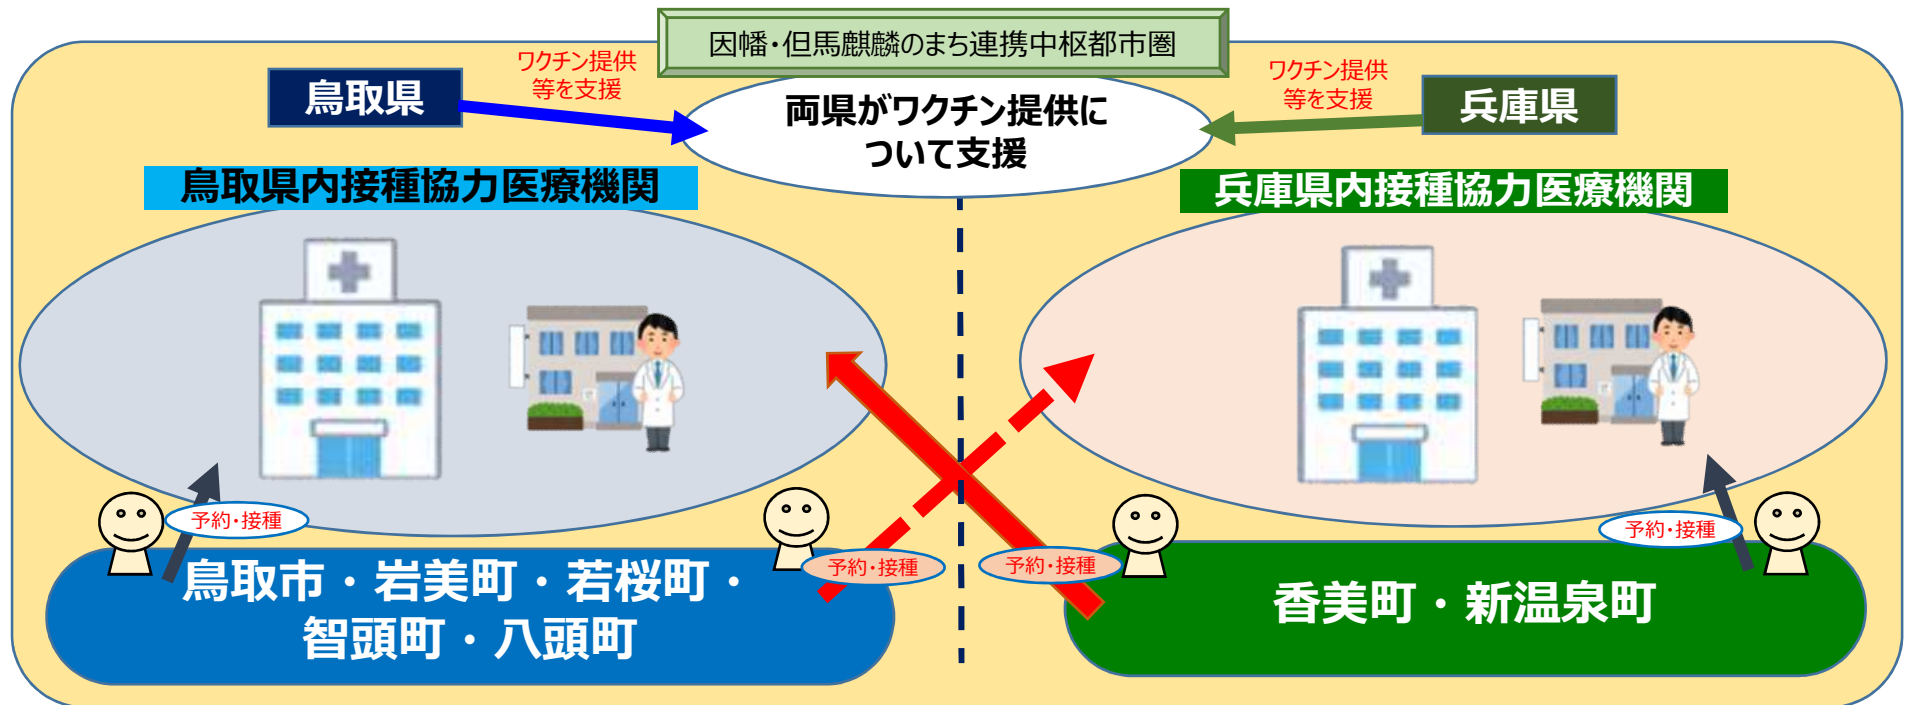 因幡・但馬麒麟のまち連携中枢都市圏
鳥取県
ワクチン提供
等を支援
両県がワクチン提供に
ついて支援
ワクチン提供
等を支援
兵庫県
鳥取県内接種協力医療機関
兵庫県内接種協力医療機関
予約・接種
予約・接種
予約・接種
予約・接種
鳥取市・岩美町・若桜町・
智頭町・八頭町
香美町・新温泉町